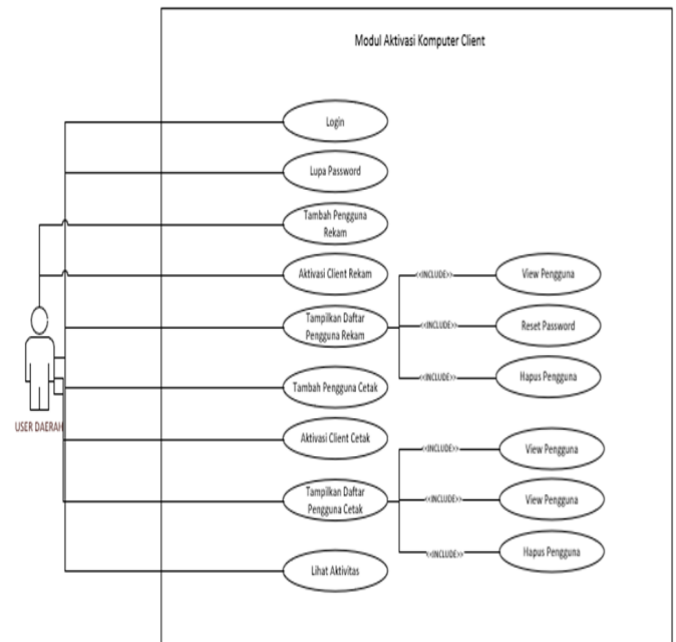 Modul Aktivasi Komputer Client
Login
Lupa Password
Tambah Pengguna
Rekam
Aktivasi Client Rekam
<<INCLUDE>>
View Pengguna
Tampilkan Daftar
Pengguna Rekam
<<INCLUDE>>
Reset Password
<<INCLUDE>>
Hapus Pengguna
Tambah Pengguna Cetak
USER DAERAH
Aktivasi Client Cetak
<<INCLUDE>>
View Pengguna
Tampilkan Daftar
Pengguna Cetak
<<INCLUDE>>
View Pengguna
<<INCLUDE>>
Hapus Pengguna
Lihat Aktivitas